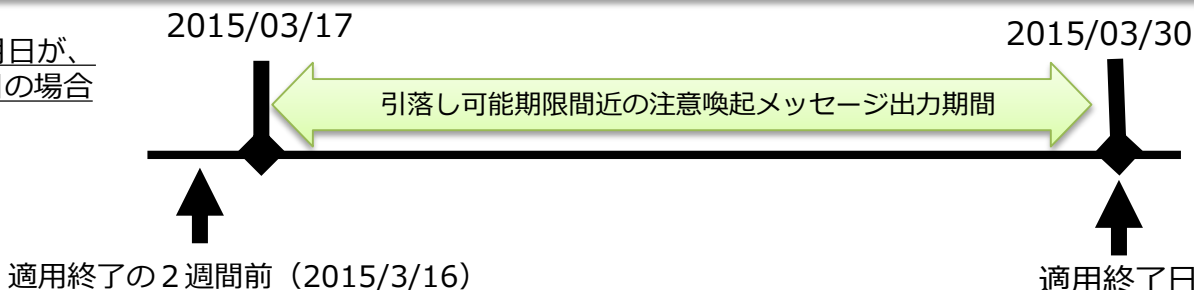 2015/03/17
2015/03/30
月日が、
の場合
引落し可能期限間近の注意喚起メッセージ出力期間
適用終了の２週間前（2015/3/16）
適用終了日